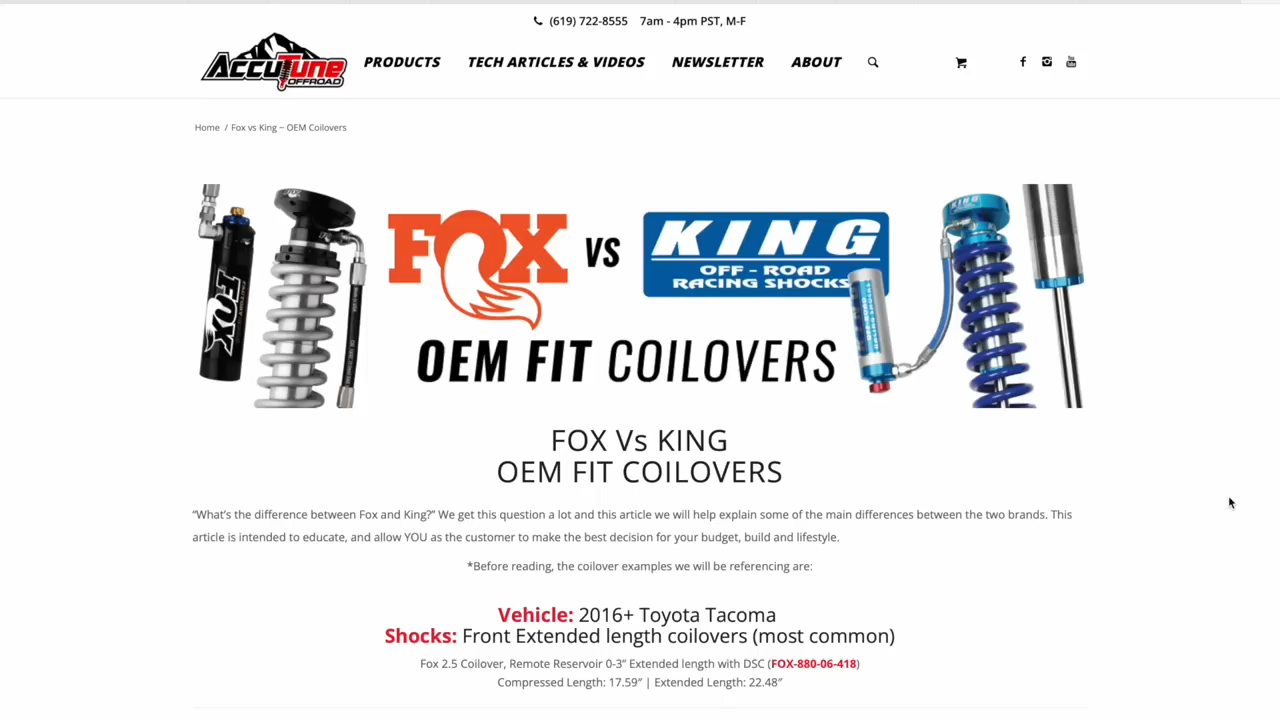 (619) 722-8555 7am - 4pm PST, M-F
ACCUTUNE
OFFROAD
PRODUCTS TECH ARTICLES & VIDEOS NEWSLETTER ABOUT
Home / Fox vs King – OEM Coilovers
FOX
FOX VS KING
OFF - ROAD
RACING SHOCKS
KING
OEM FIT COILOVERS
FOX Vs KING
OEM FIT COILOVERS
“What’s the difference between Fox and King?” We get this question a lot and this article we will help explain some of the main differences between the two brands. This
article is intended to educate, and allow YOU as the customer to make the best decision for your budget, build and lifestyle.
*Before reading, the coilover examples we will be referencing are:
Vehicle: 2016+ Toyota Tacoma
Shocks: Front Extended length coilovers (most common)
Fox 2.5 Coilover, Remote Reservoir 0-3” Extended length with DSC (FOX-880-06-418)
Compressed Length: 17.59″ | Extended Length: 22.48″